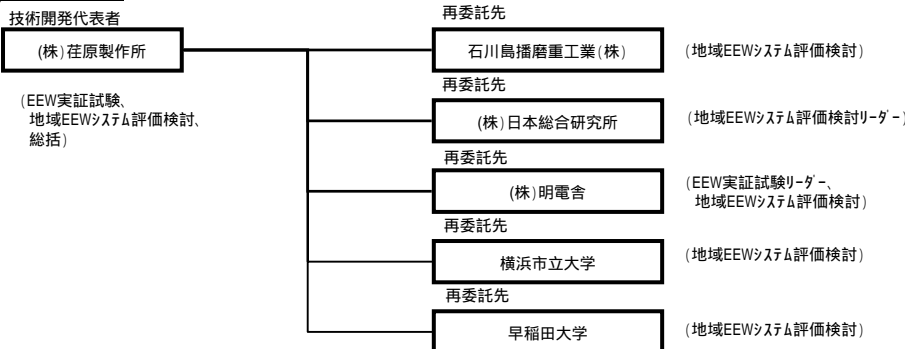 技術開発代表者
(株)荏原製作所
(EEW実証試験、
地域EEWｼｽﾃﾑ評価検討、
総括)
再委託先
石川島播磨重工業(株)
(地域EEWｼｽﾃﾑ評価検討)
再委託先
(株)日本総合研究所
(地域EEWｼｽﾃﾑ評価検討ﾘｰﾀﾞｰ)
再委託先
(株)明電舎
(EEW実証試験ﾘｰﾀﾞｰ、
地域EEWｼｽﾃﾑ評価検討)
再委託先
横浜市立大学
(地域EEWｼｽﾃﾑ評価検討)
再委託先
早稲田大学
(地域EEWｼｽﾃﾑ評価検討)